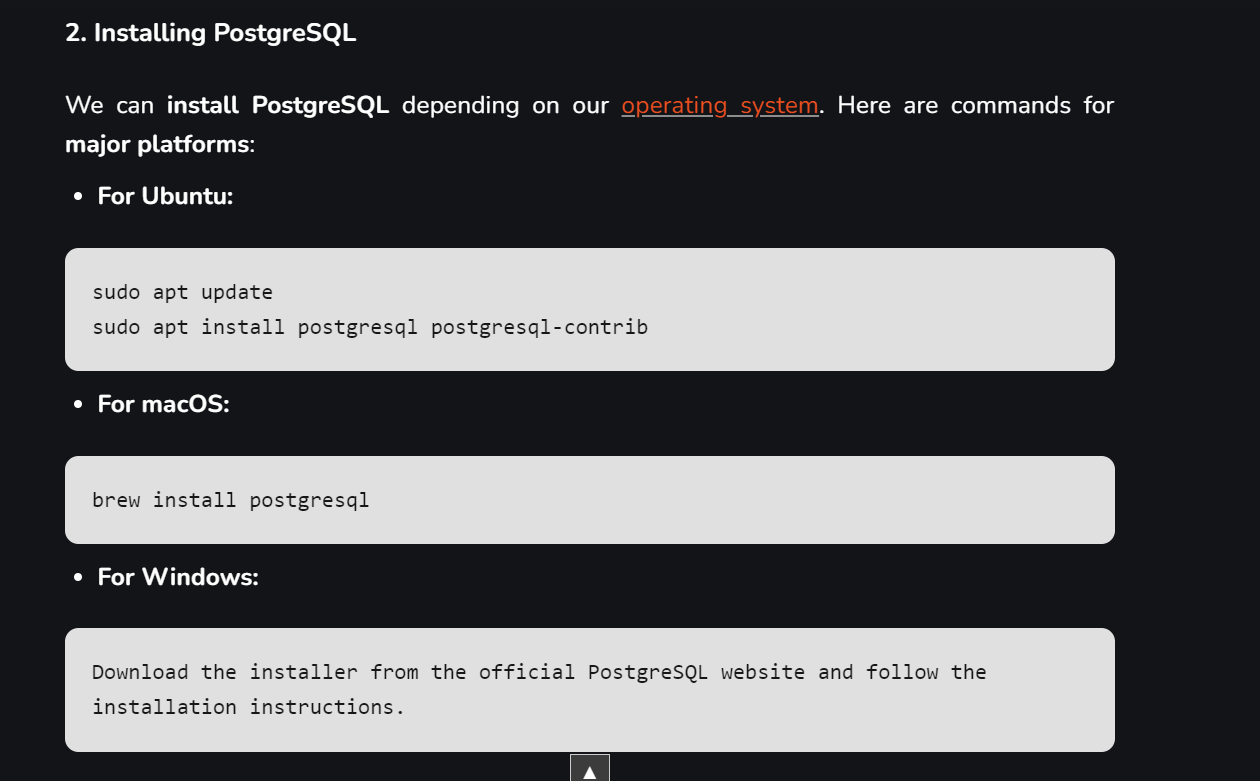 2. Installing PostgreSQL
We can install PostgreSQL depending on our operating system. Here are commands for
major platforms:
• For Ubuntu:
sudo apt update
sudo apt install postgresql postgresql-contrib
• For macOS:
brew install postgresql
• For Windows:
Download the installer from the official PostgreSQL website and follow the
installation instructions.